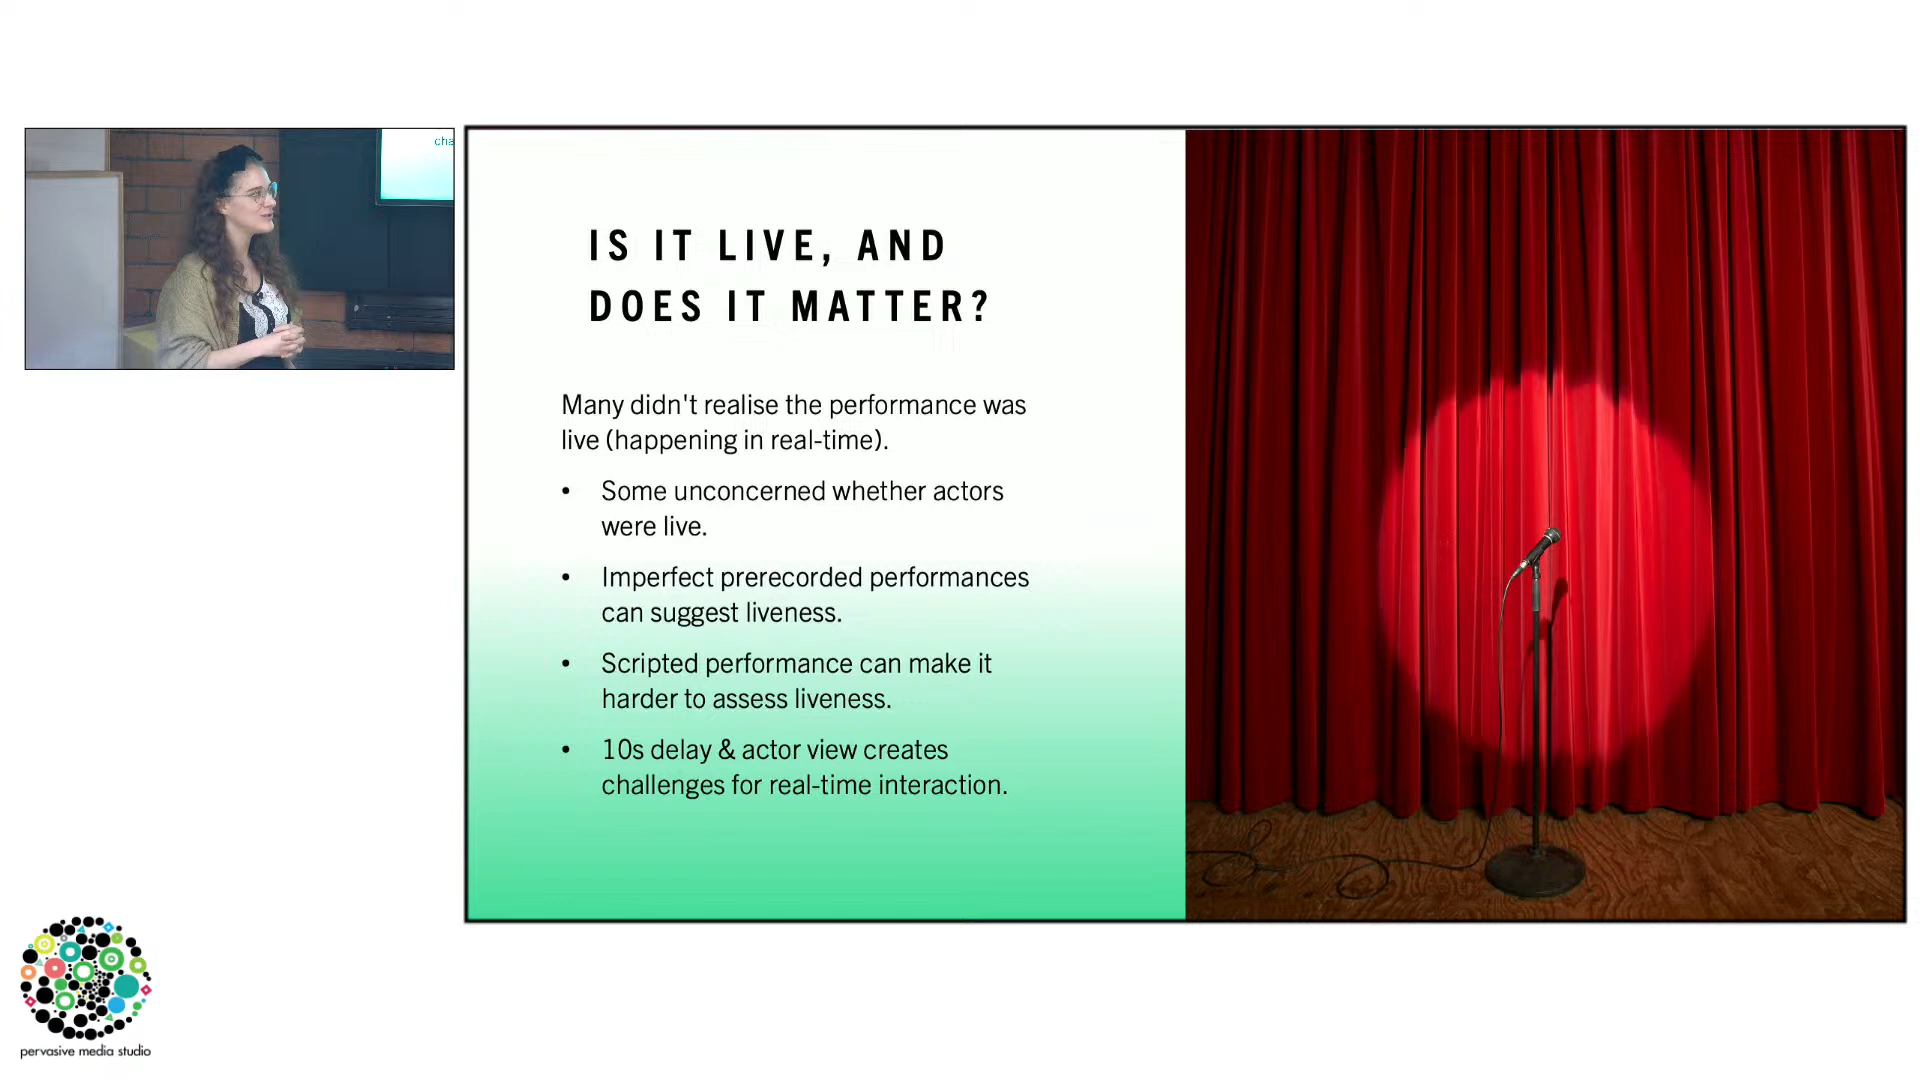 cha
IS IT LIVE, AND
DOES IT MATTER?
Many didn't realise the performance was
live (happening in real-time).
• Some unconcerned whether actors
were live.
• Imperfect prerecorded performances
can suggest liveness.
• Scripted performance can make it
harder to assess liveness.
• 10s delay & actor view creates
challenges for real-time interaction.
pervasive media studio